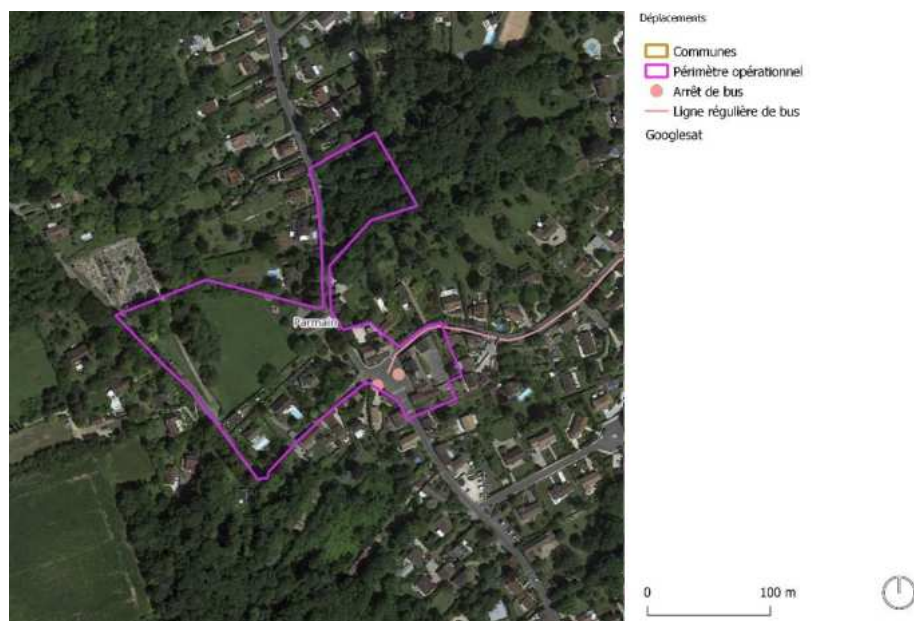 Déplacements
Communes
Périmètre opérationnel
Arrêt de bus
Ligne régulière de bus
Googlesat
Parmain
0 100 m